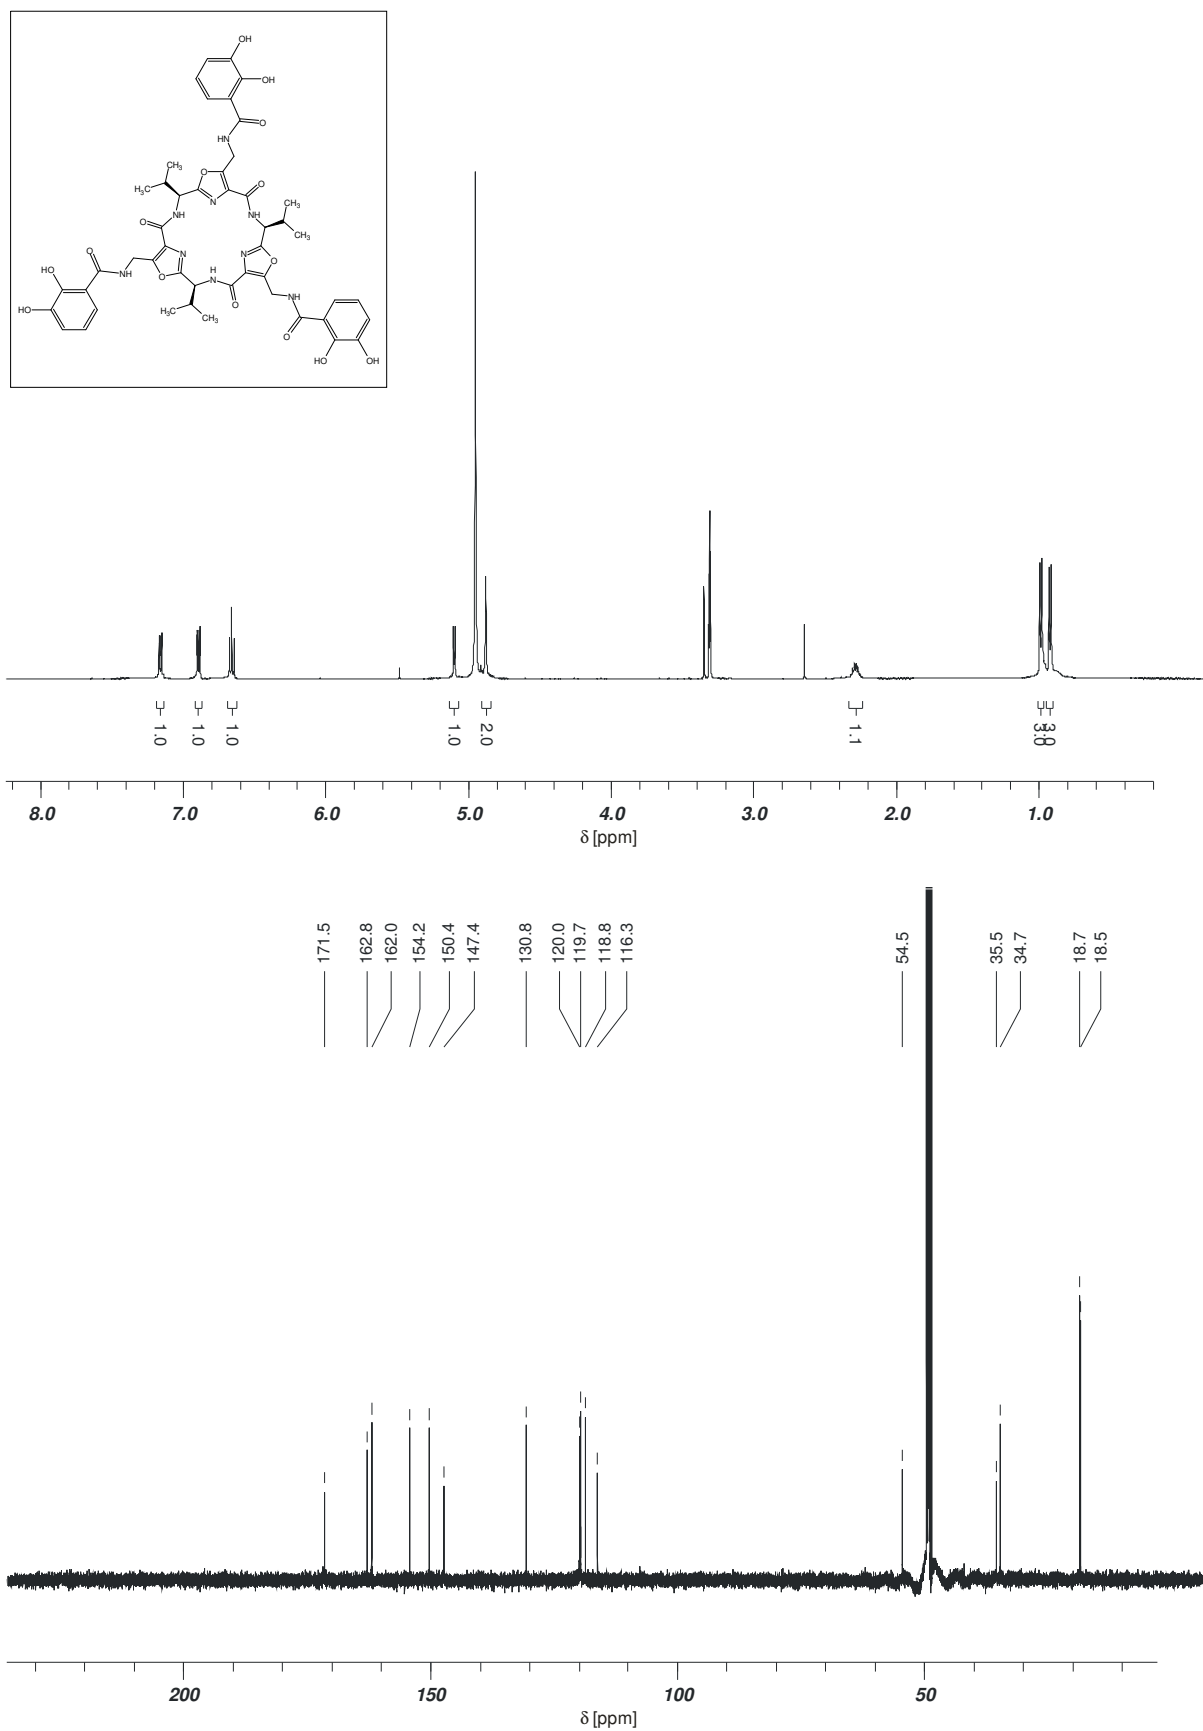 OH
OH
O
HN
CH₃
H₃C
O
N
O
NH
HN
CH₃
CH₃
O
O
N
N
O
HO
N
H
O
H
N
O
HO
H₃C
CH₃
O
NH
O
HO
OH
1.0
1.0
1.0
1.0
2.0
1.1
3.0
3.0
8.0 7.0 6.0 5.0 4.0 3.0 2.0 1.0
δ [ppm]
171.5
162.8
162.0
154.2
150.4
147.4
130.8
120.0
119.7
118.8
116.3
54.5
35.5
34.7
18.7
18.5
200 150 100 50
δ [ppm]